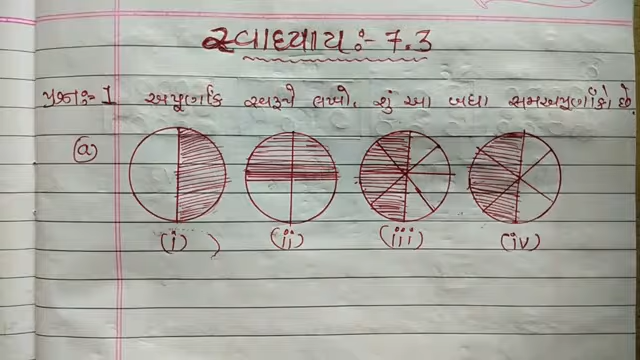 સ્વાધ્યાય:- 7.3
પ્રશ્ન:- 1 અપૂર્ણાંક સ્વરૂપે લખો. શું આ બધા સમઅપૂર્ણાંકો છે.
(a)
(i) (ii) (iii) (iv)